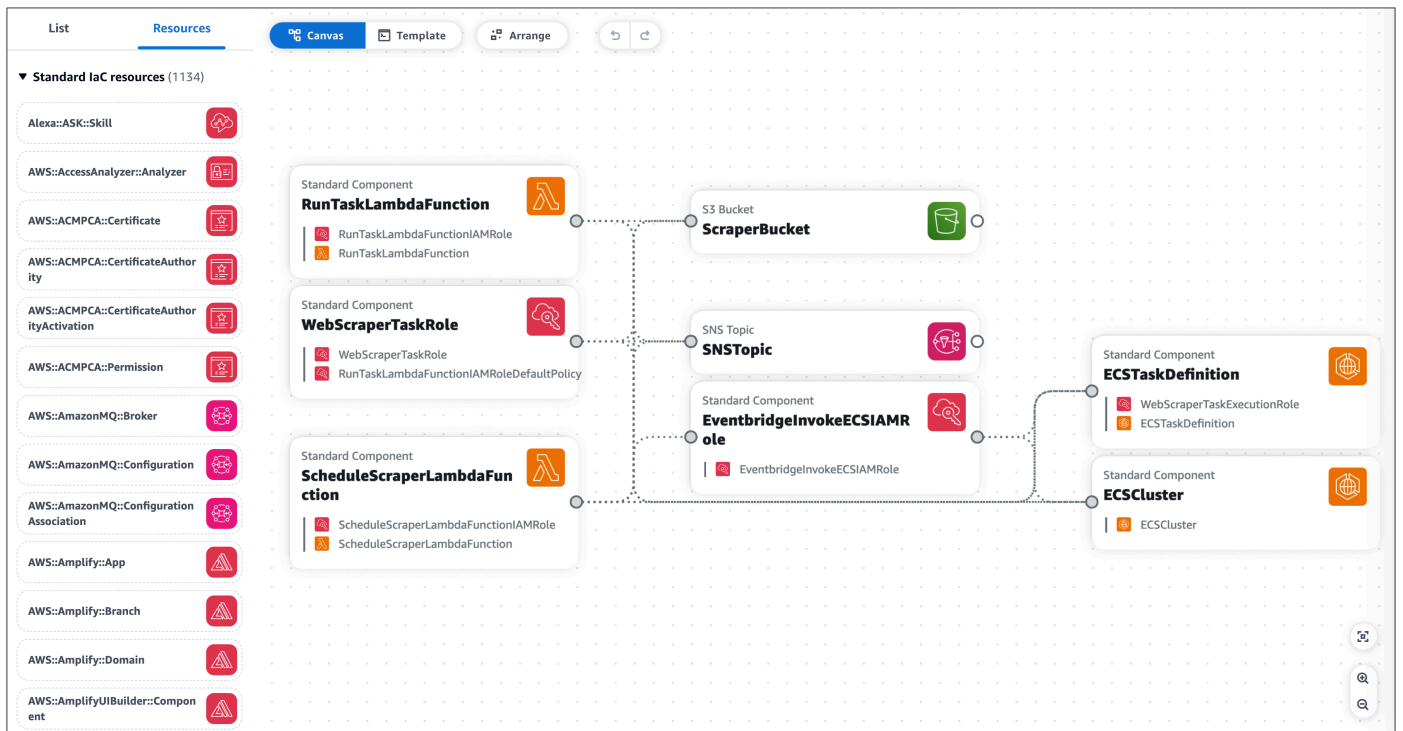 List
Resources
Canvas
Template
Arrange
▼ Standard IaC resources (1134)
Alexa::ASK::Skill
AWS::AccessAnalyzer::Analyzer
AWS::ACMPCA::Certificate
AWS::ACMPCA::CertificateAuthor
ity
AWS::ACMPCA::CertificateAuthor
ityActivation
AWS::ACMPCA::Permission
AWS::AmazonMQ::Broker
AWS::AmazonMQ::Configuration
AWS::AmazonMQ::Configuration
Association
AWS::Amplify::App
AWS::Amplify::Branch
AWS::Amplify::Domain
AWS::AmplifyUIBuilder::Compon
ent
Standard Component
RunTaskLambdaFunction
RunTaskLambdaFunctionIAMRole
RunTaskLambdaFunction
Standard Component
WebScraperTaskRole
WebScraperTaskRole
RunTaskLambdaFunctionIAMRoleDefaultPolicy
Standard Component
ScheduleScraperLambdaFun
ction
ScheduleScraperLambdaFunctionIAMRole
ScheduleScraperLambdaFunction
S3 Bucket
ScraperBucket
SNS Topic
SNSTopic
Standard Component
EventbridgeInvokeECSIAMR
ole
EventbridgeInvokeECSIAMRole
Standard Component
ECSTaskDefinition
WebScraperTaskExecutionRole
ECSTaskDefinition
Standard Component
ECSCluster
ECSCluster